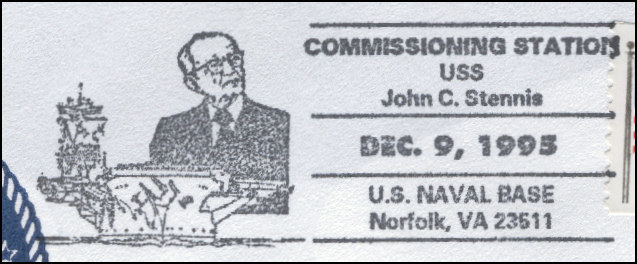 COMMISSIONING STATION
USS
John C. Stennis
DEC. 9, 1995
U.S. NAVAL BASE
Norfolk, VA 23511